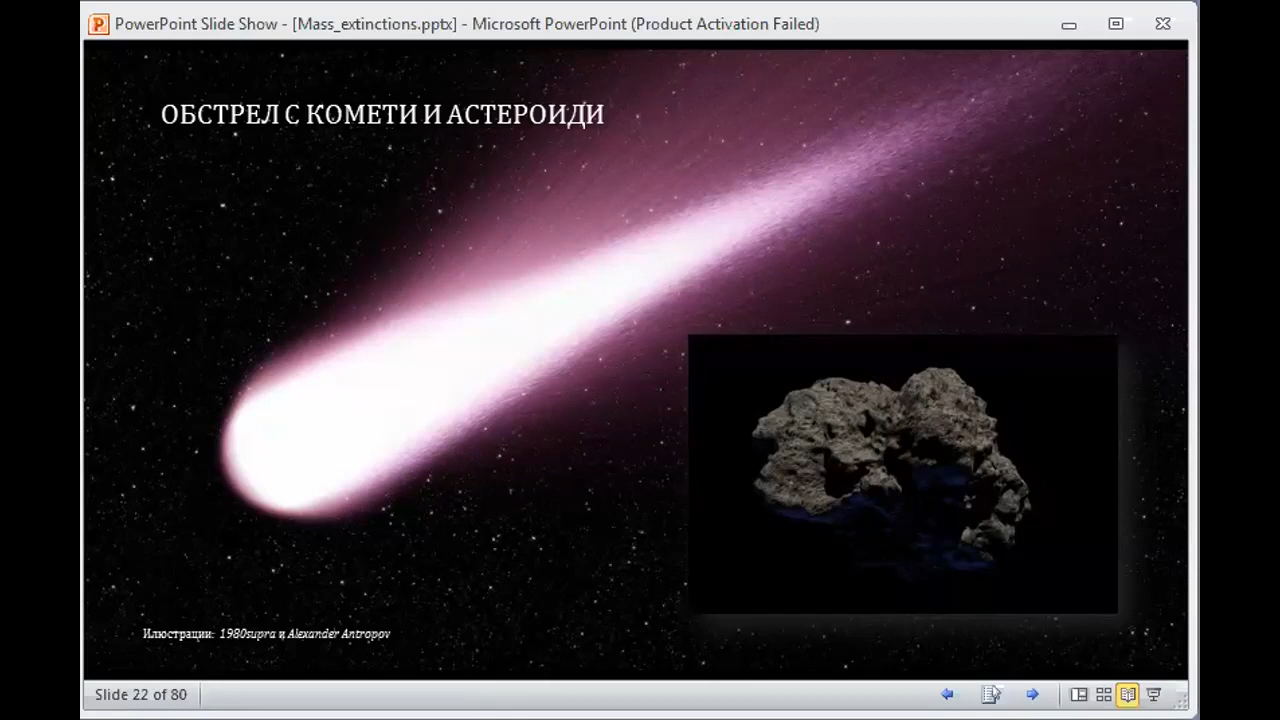 PowerPoint Slide Show - [Mass_extinctions.pptx] - Microsoft PowerPoint (Product Activation Failed)
ОБСТРЕЛ С КОМЕТИ И АСТЕРОИДИ
Илюстрации: 1980supra и Alexander Antropov
Slide 22 of 80